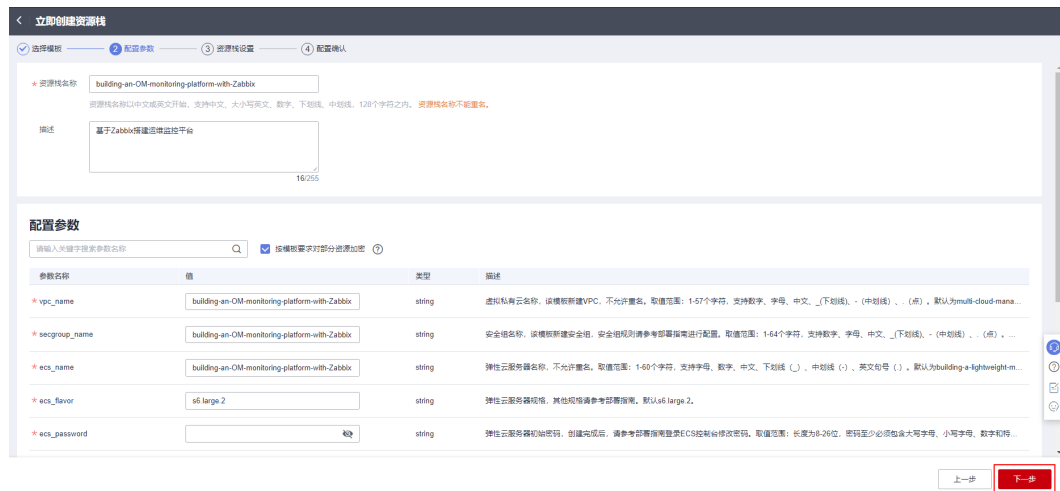 立即创建资源栈
选择模板 2 配置参数 3 资源栈设置 4 配置确认
* 资源栈名称 building-an-OM-monitoring-platform-with-Zabbix
资源栈名称以中文或英文开始，支持中文、大小写英文、数字、下划线、中划线，128个字符之内。 资源栈名称不能重名。
描述 基于Zabbix搭建运维监控平台
16/255
配置参数
请输入关键字搜索参数名称 按模板要求对部分资源加密 ?
参数名称 值 类型 描述
* vpc_name building-an-OM-monitoring-platform-with-Zabbix string 虚拟私有云名称，该模板新建VPC，不允许重名。取值范围：1-57个字符，支持数字、字母、中文、_(下划线)、-（中划线）、.（点）。默认为multi-cloud-mana...
* secgroup_name building-an-OM-monitoring-platform-with-Zabbix string 安全组名称，该模板新建安全组，安全组规则请参考部署指南进行配置。取值范围：1-64个字符，支持数字、字母、中文、_(下划线)、-（中划线）、.（点）。...
* ecs_name building-an-OM-monitoring-platform-with-Zabbix string 弹性云服务器名称，不允许重名。取值范围：1-60个字符，支持字母、数字、中文、下划线（_）、中划线（-）、英文句号（.）。默认为building-a-lightweight-m...
* ecs_flavor s6.large.2 string 弹性云服务器规格，其他规格请参考部署指南。默认s6.large.2。
* ecs_password string 弹性云服务器初始密码，创建完成后，请参考部署指南登录ECS控制台修改密码。取值范围：长度为8-26位，密码至少必须包含大写字母、小写字母、数字和特...
上一步 下一步